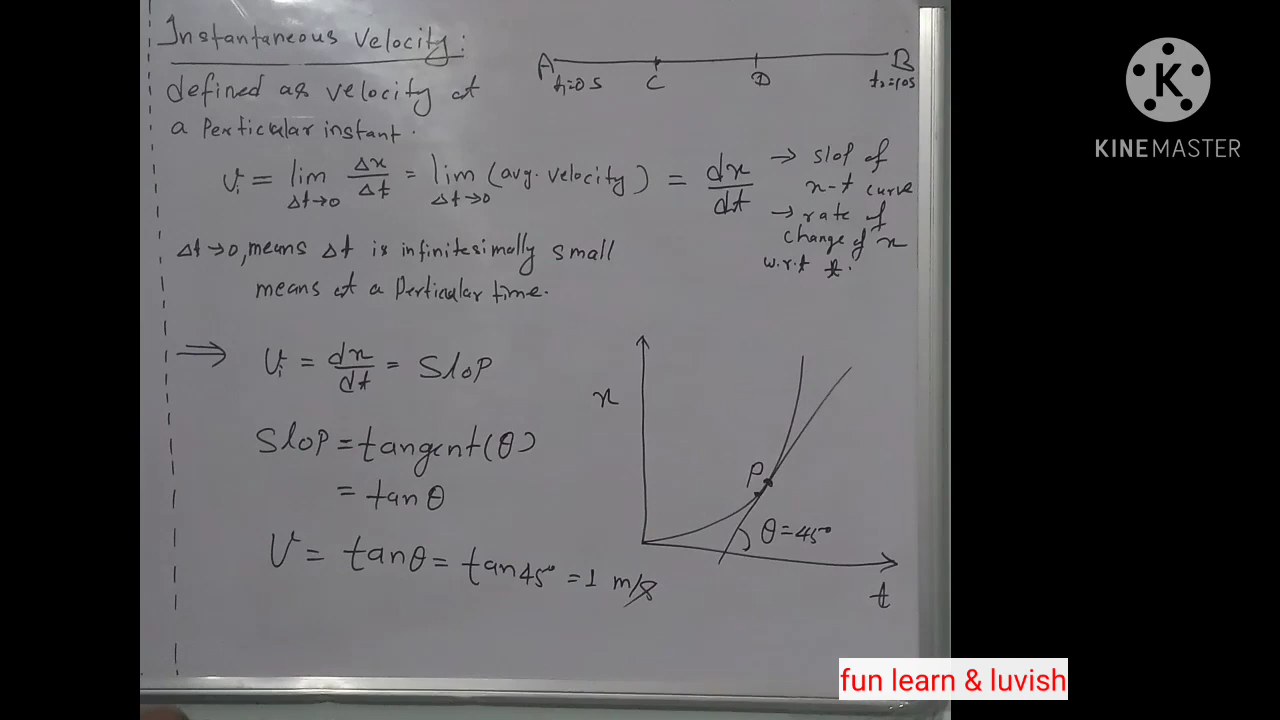 Instantaneous Velocity:
defined as velocity at
a Perticular instant.
A C D B
t₁=0 s t₂=10s
Vi = lim Δt→0 Δx/Δt = lim Δt→0 (avg. velocity) = dx/dt
→ slop of
x-t curve
→ rate of
change of x
w.r.t t.
Δt→0, means Δt is infinitesimally small
means at a Perticular time.
⇒ Vi = dx/dt = Slop
Slop = tangent(θ)
= tan θ
V = tanθ = tan45° = 1 m/s
x
P
θ=45°
t
KINEMASTER
fun learn & luvish